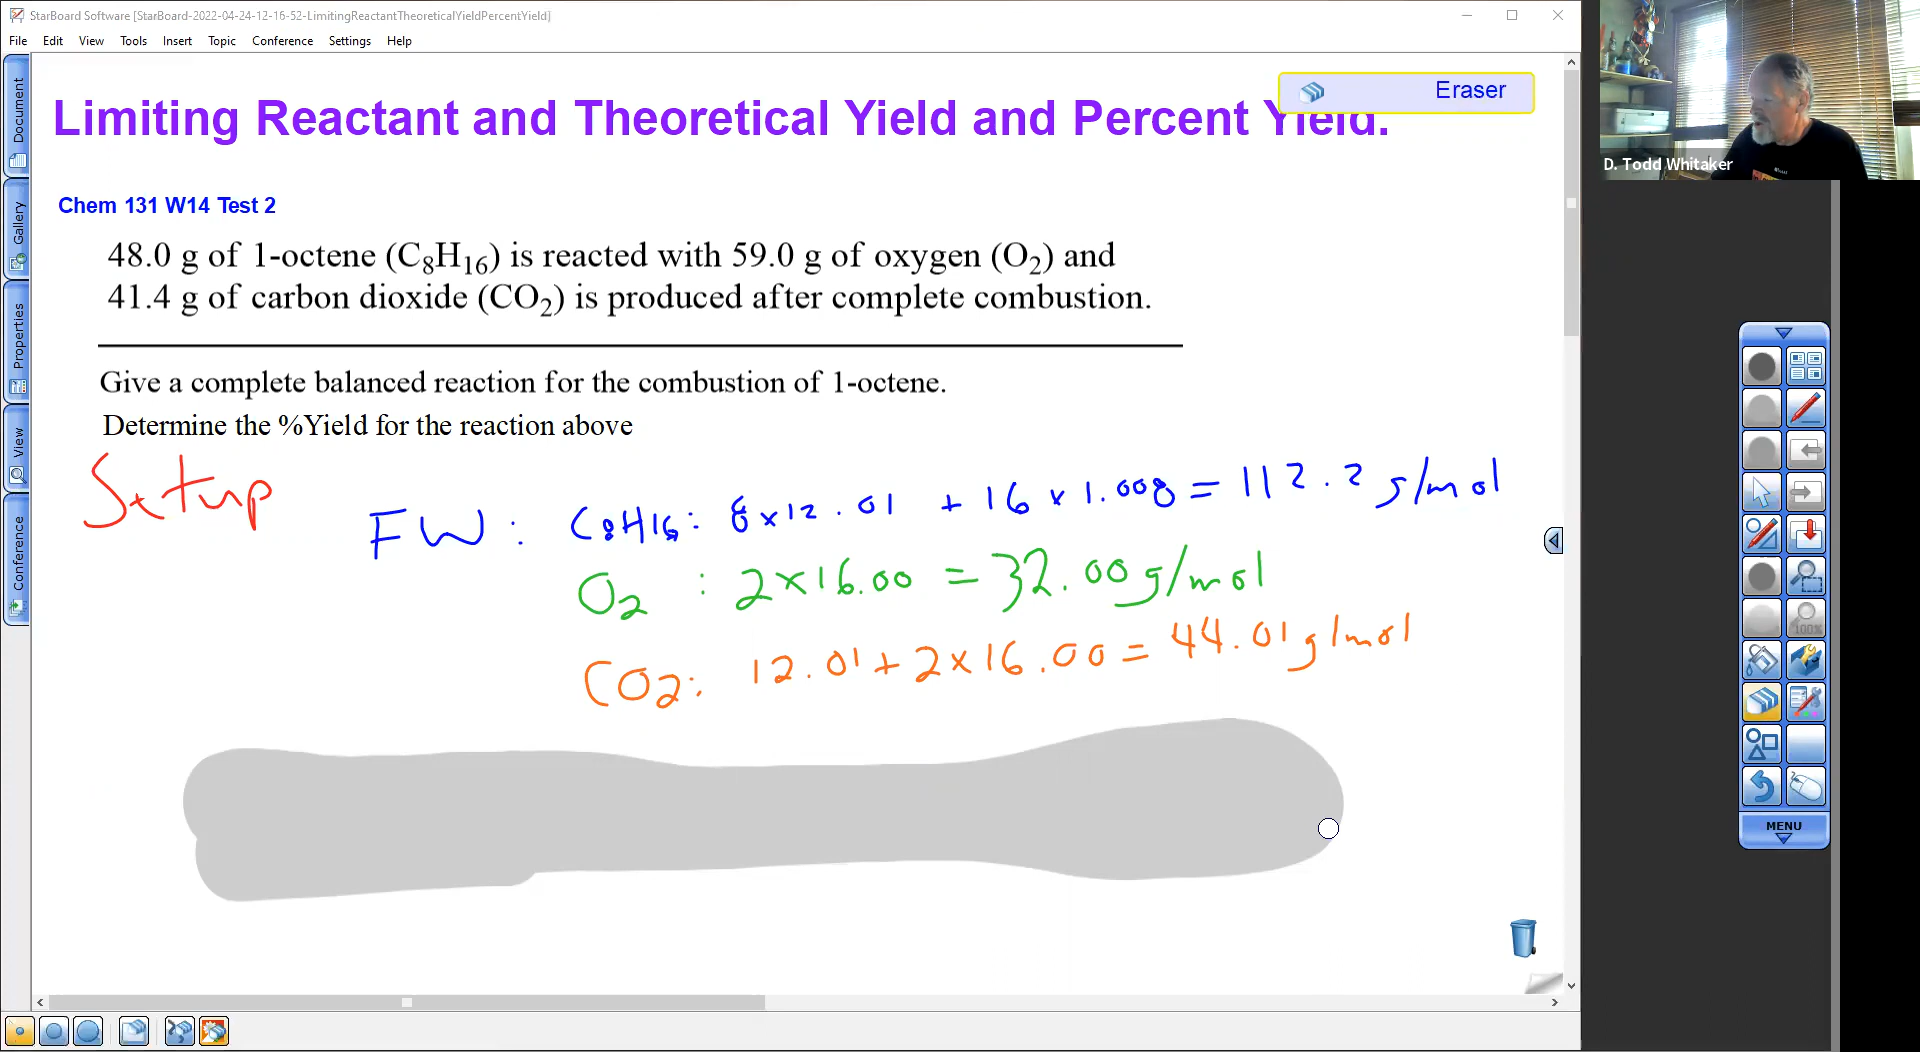 StarBoard Software [StarBoard-2022-04-24-12-16-52-LimitingReactantTheoreticalYieldPercentYield]
File Edit View Tools Insert Topic Conference Settings Help
Document
Gallery
Properties
View
Conference
Eraser
Limiting Reactant and Theoretical Yield and Percent Yield.
D. Todd Whitaker
Chem 131 W14 Test 2
48.0 g of 1-octene (C₈H₁₆) is reacted with 59.0 g of oxygen (O₂) and
41.4 g of carbon dioxide (CO₂) is produced after complete combustion.
Give a complete balanced reaction for the combustion of 1-octene.
Determine the %Yield for the reaction above
Setup
FW : C8H16: 8 x 12.01 + 16 x 1.008 = 112.2 g/mol
O2 : 2 x 16.00 = 32.00 g/mol
CO2: 12.01 + 2 x 16.00 = 44.01 g/mol
100%
MENU